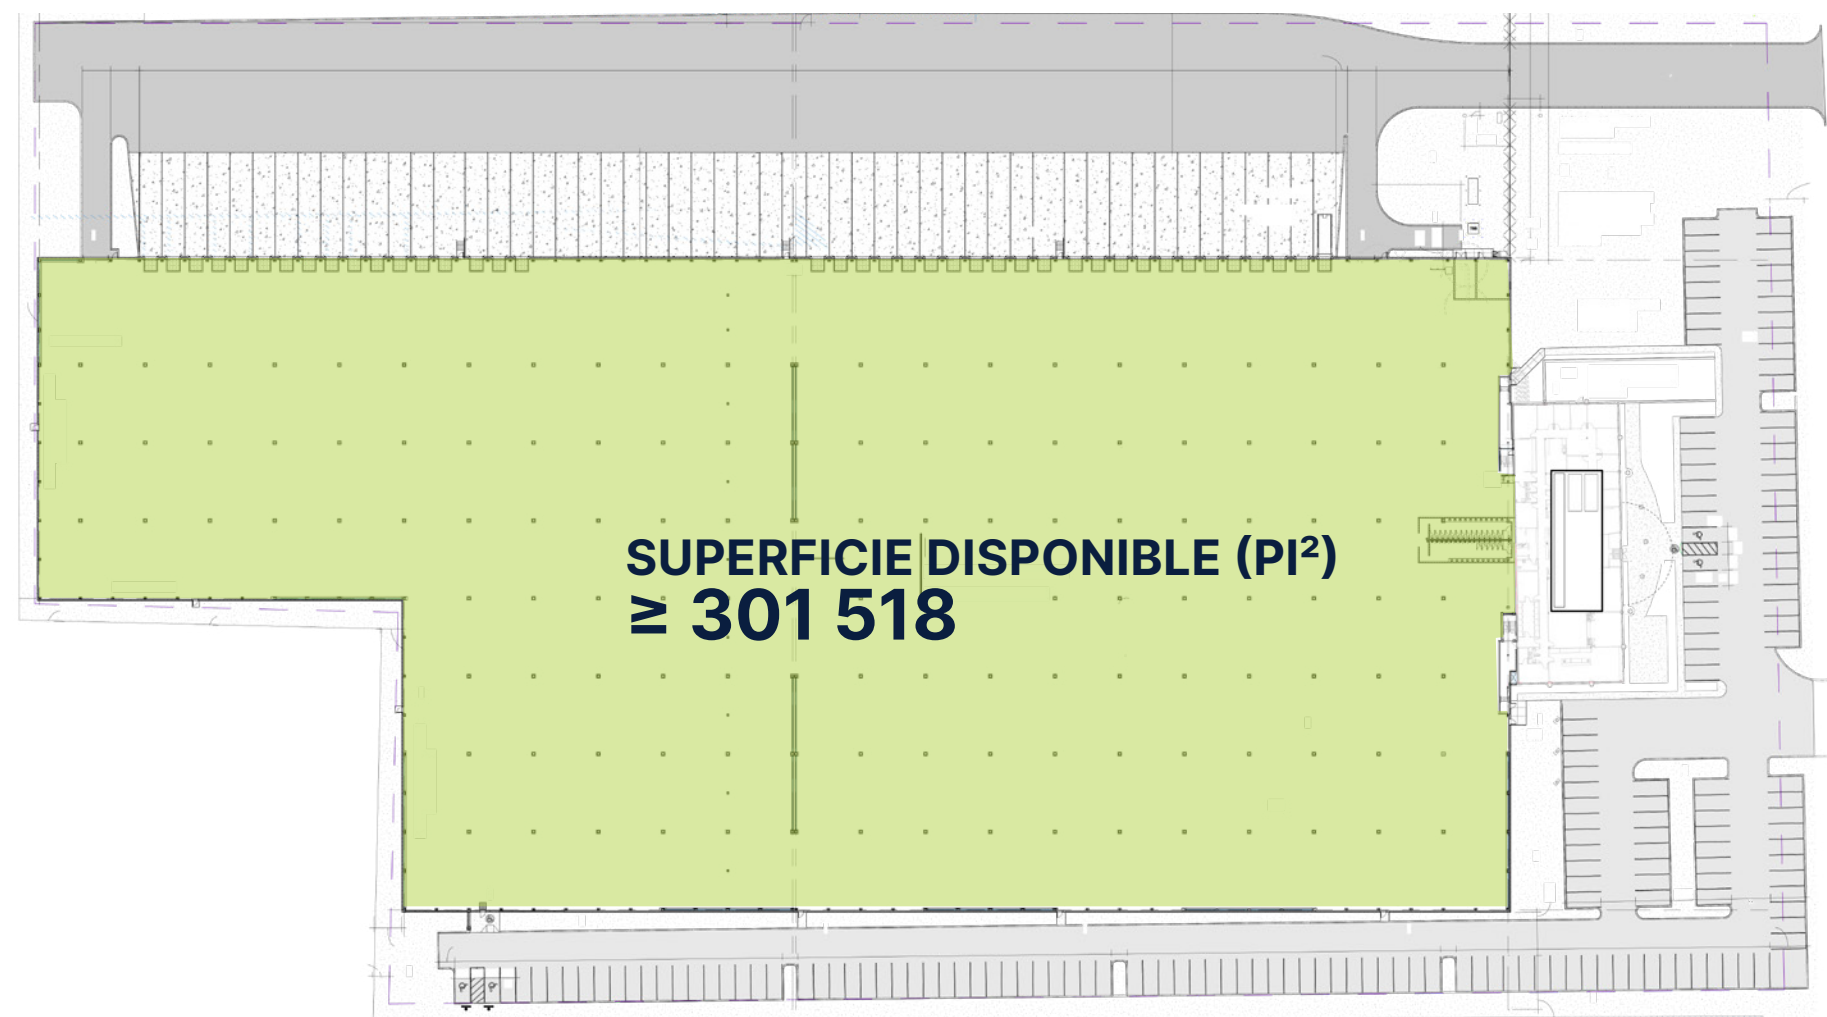 SUPERFICIE DISPONIBLE (PI²)
≥ 301 518